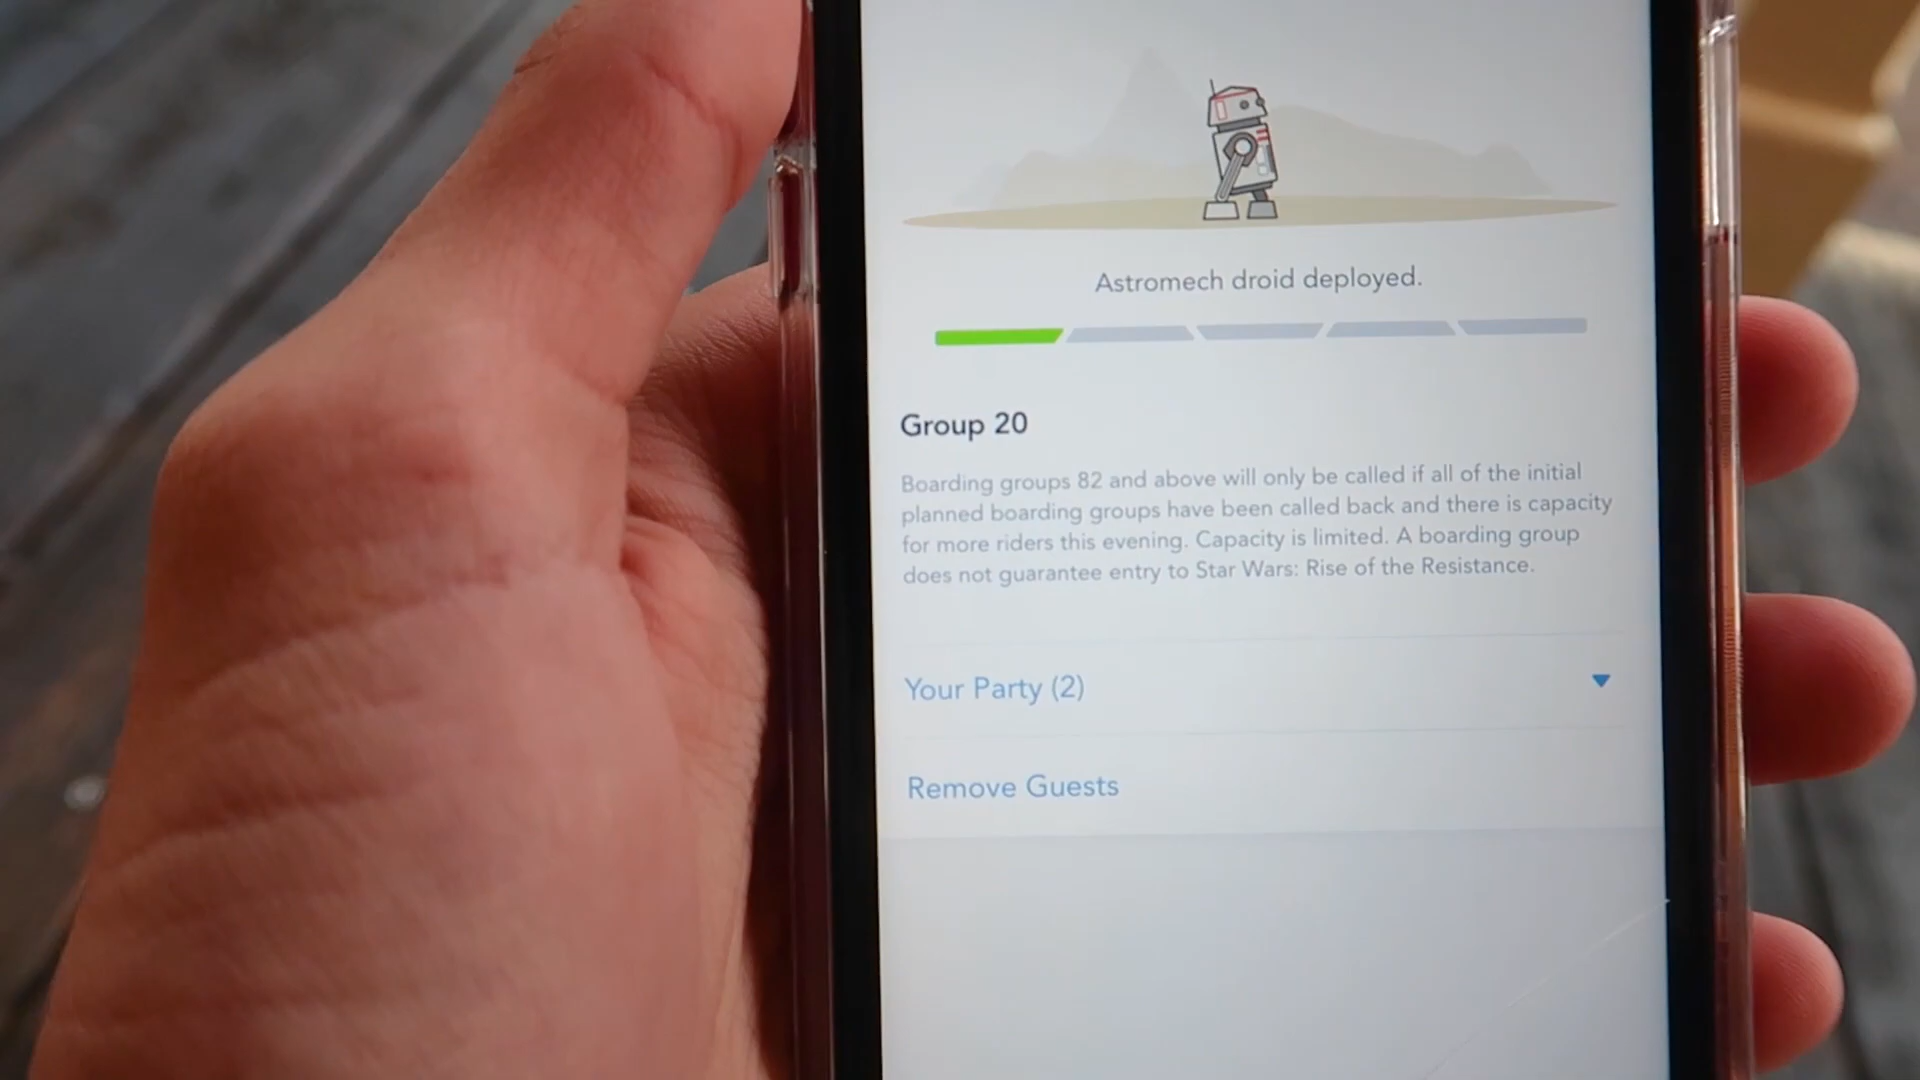 Astromech droid deployed.
Group 20
Boarding groups 82 and above will only be called if all of the initial
planned boarding groups have been called back and there is capacity
for more riders this evening. Capacity is limited. A boarding group
does not guarantee entry to Star Wars: Rise of the Resistance.
Your Party (2)
Remove Guests